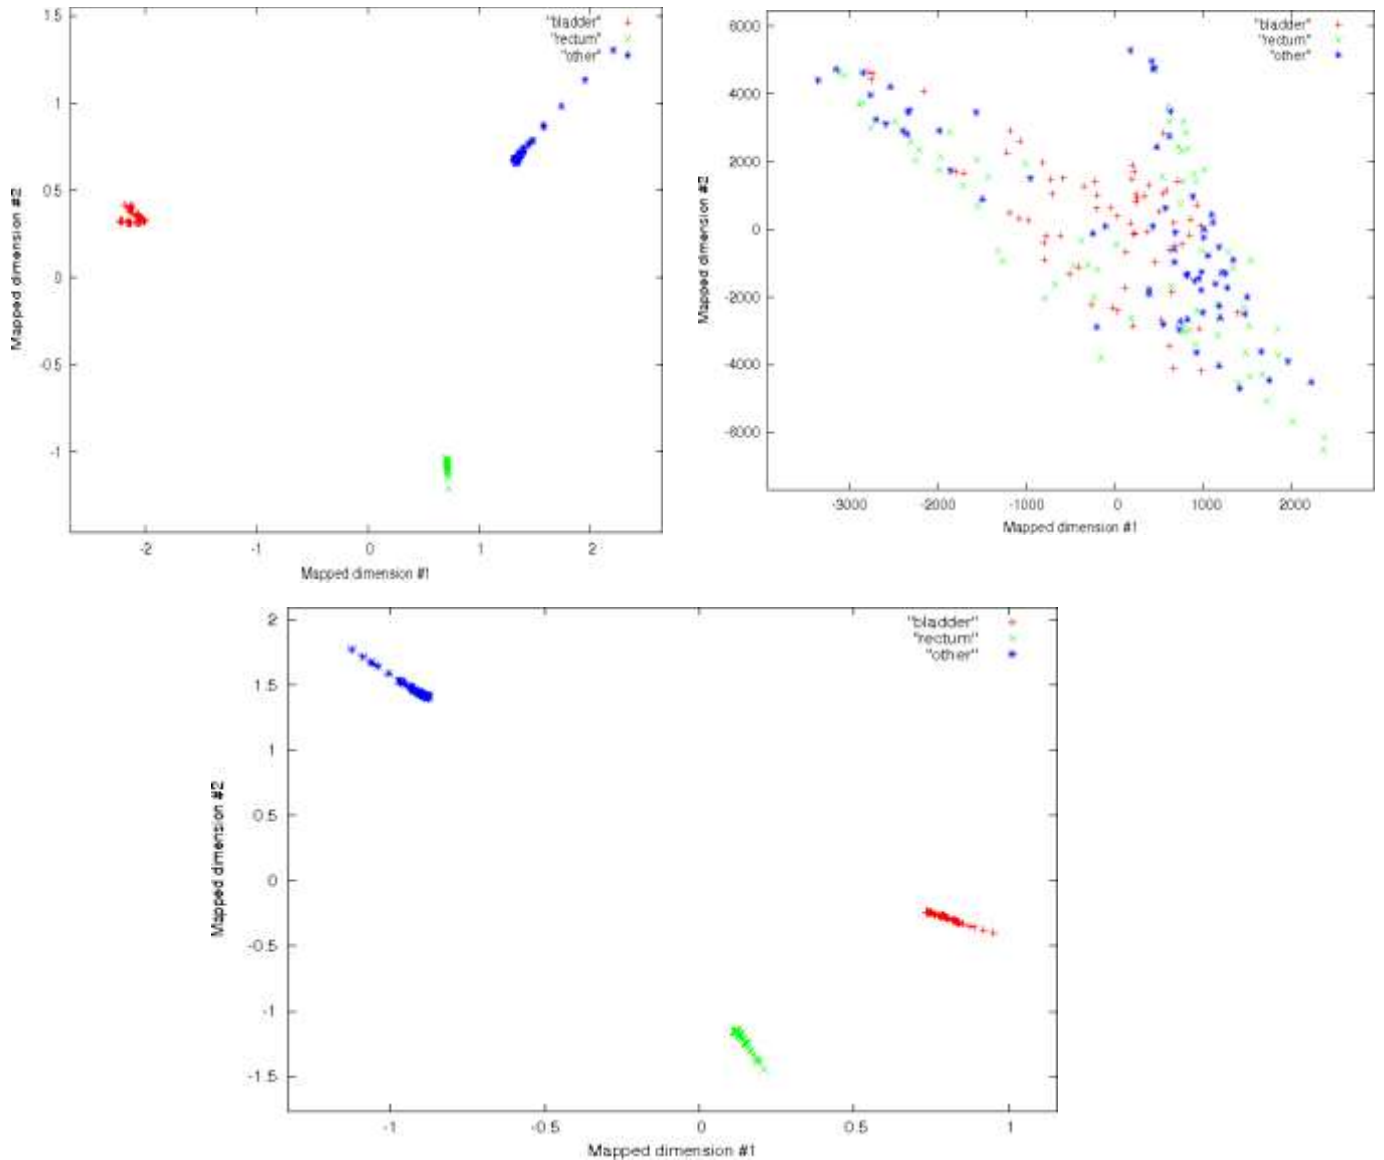 1.5
1
0.5
0
-0.5
-1
-2
-1
0
1
2
Mapped dimension #2
Mapped dimension #1
"bladder"
"rectum"
"other"
6000
4000
2000
0
-2000
-4000
-6000
-3000
-2000
-1000
0
1000
2000
Mapped dimension #2
Mapped dimension #1
"bladder"
"rectum"
"other"
2
1.5
1
0.5
0
-0.5
-1
-1.5
-1
-0.5
0
0.5
1
Mapped dimension #2
Mapped dimension #1
"bladder"
"rectum"
"other"